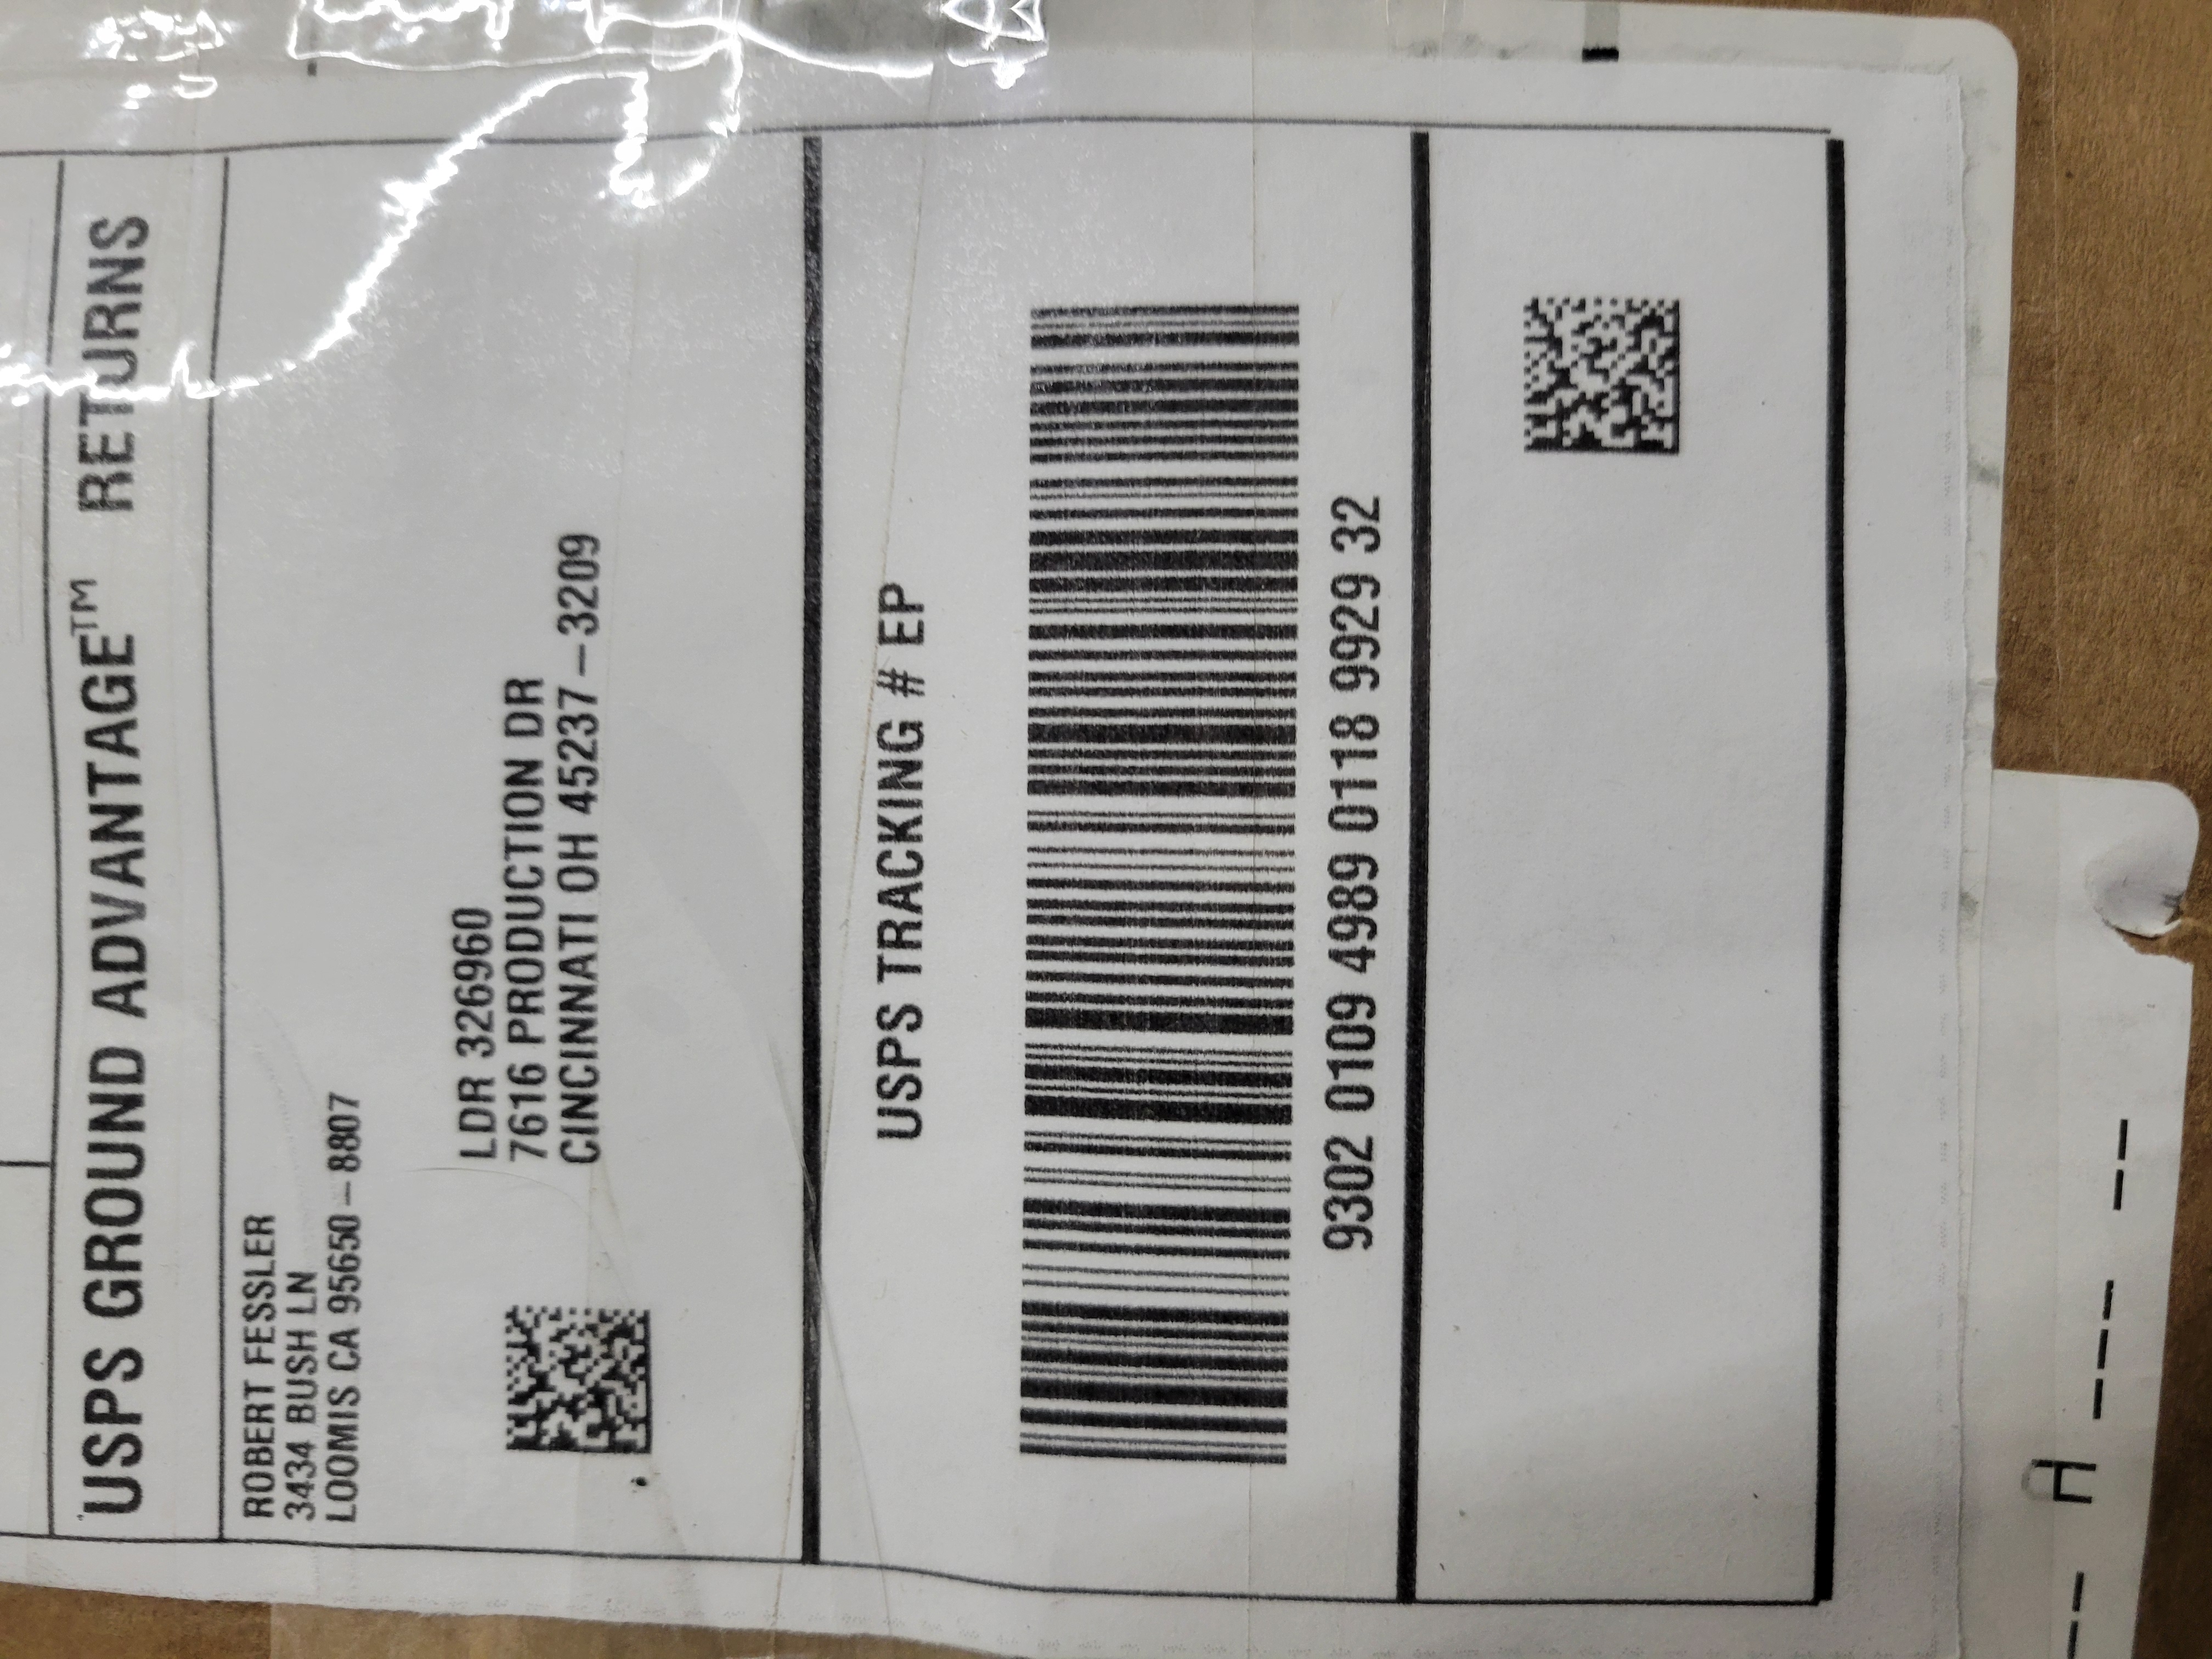 USPS GROUND ADVANTAGE™ RETURNS
ROBERT FESSLER
3434 BUSH LN
LOOMIS CA 95650-8807
LDR 326960
7616 PRODUCTION DR
CINCINNATI OH 45237-3209
USPS TRACKING # EP
9302 0109 4989 0118 9929 32